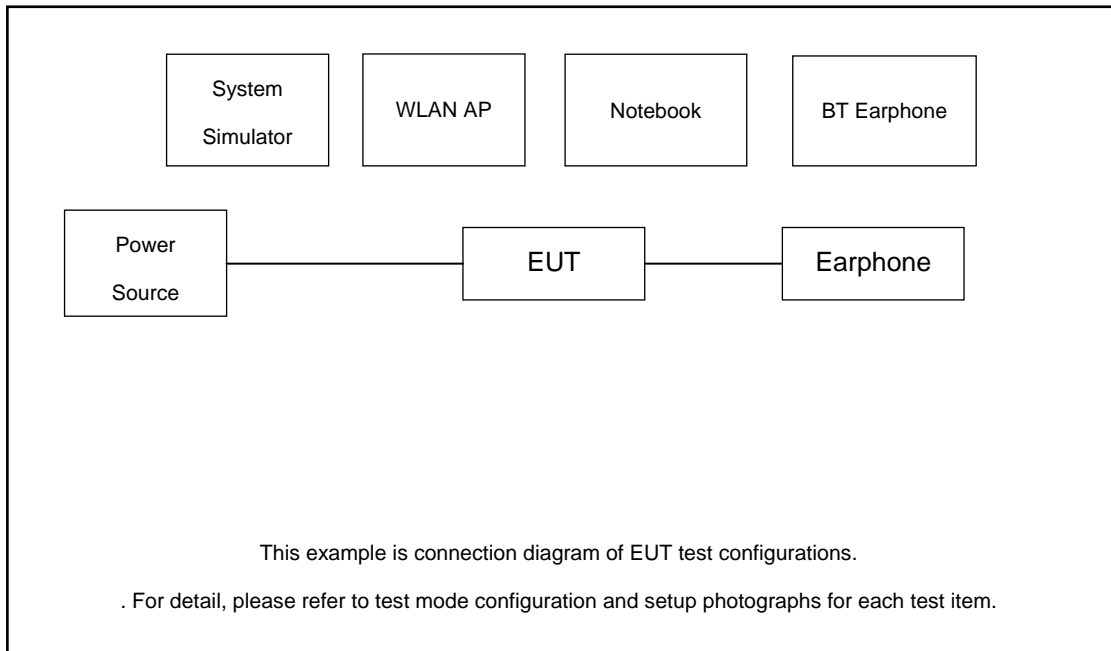 System
Simulator
WLAN AP
Notebook
BT Earphone
Power
Source
EUT
Earphone
This example is connection diagram of EUT test configurations.
. For detail, please refer to test mode configuration and setup photographs for each test item.